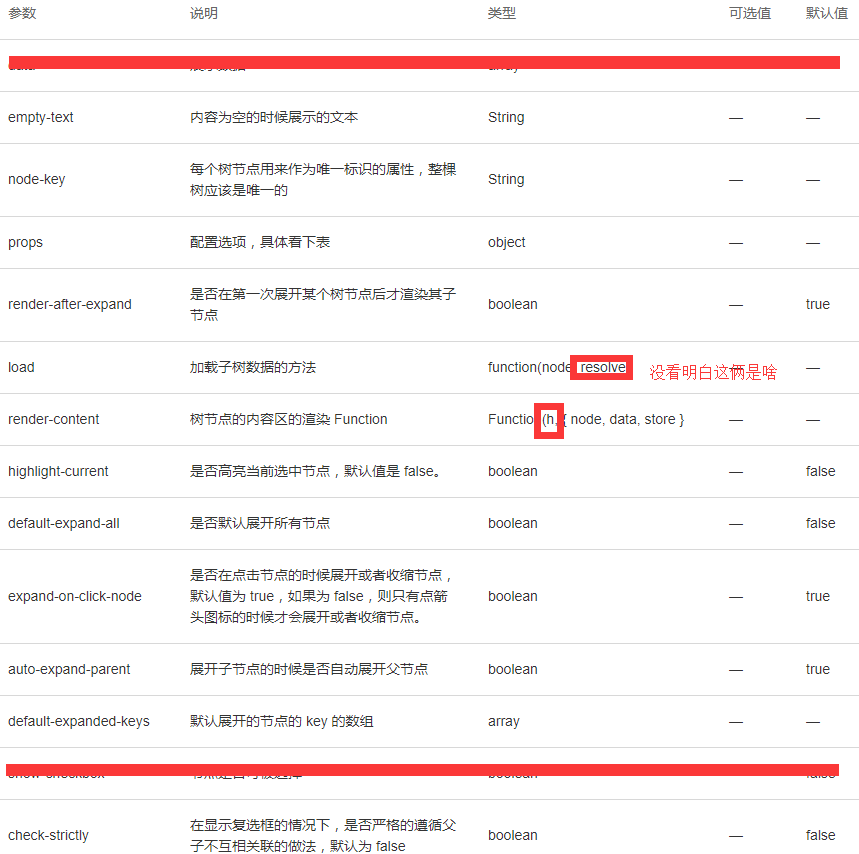 参数 说明 类型 可选值 默认值
empty-text 内容为空的时候展示的文本 String — —
node-key 每个树节点用来作为唯一标识的属性，整棵 String — —
树应该是唯一的
props 配置选项，具体看下表 object — —
render-after-expand 是否在第一次展开某个树节点后才渲染其子 boolean — true
节点
load 加载子树数据的方法 function(node, resolve) — —
没看明白这俩是啥
render-content 树节点的内容区的渲染 Function Function(h, { node, data, store } — —
highlight-current 是否高亮当前选中节点，默认值是 false。 boolean — false
default-expand-all 是否默认展开所有节点 boolean — false
expand-on-click-node 是否在点击节点的时候展开或者收缩节点， boolean — true
默认值为 true，如果为 false，则只有点箭
头图标的时候才会展开或者收缩节点。
auto-expand-parent 展开子节点的时候是否自动展开父节点 boolean — true
default-expanded-keys 默认展开的节点的 key 的数组 array — —
check-strictly 在显示复选框的情况下，是否严格的遵循父 boolean — false
子不互相关联的做法，默认为 false